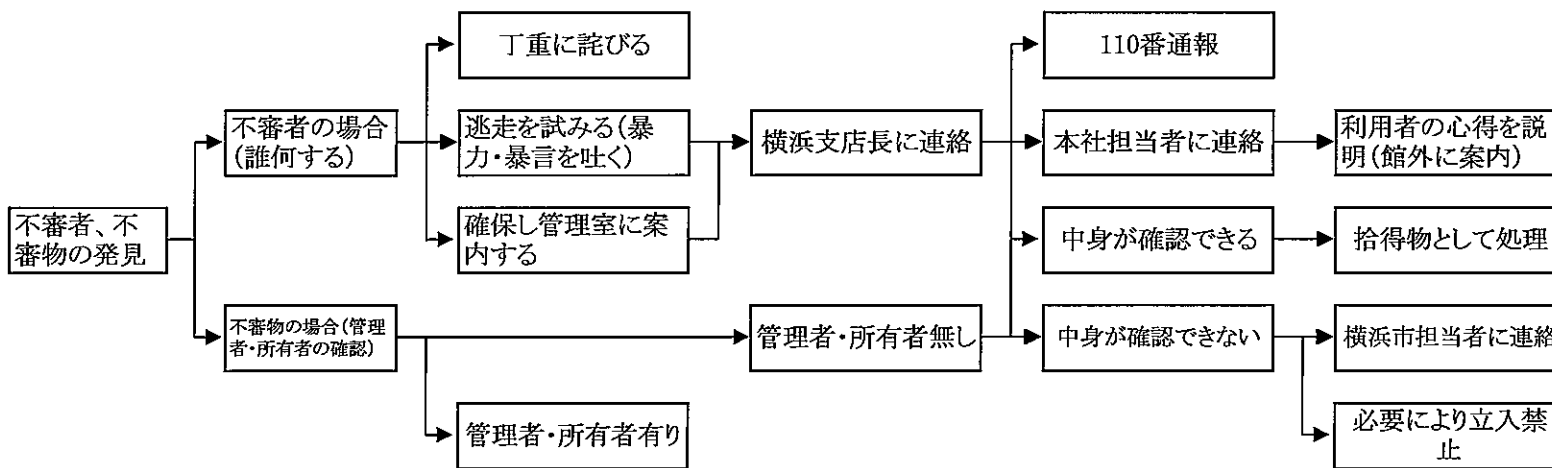 不審者、不
審物の発見
不審者の場合
(誰何する)
不審物の場合(管理
者・所有者の確認)
丁重に詫びる
逃走を試みる(暴
力・暴言を吐く)
確保し管理室に案
内する
管理者・所有者有り
横浜支店長に連絡
管理者・所有者無し
110番通報
本社担当者に連絡
中身が確認できる
中身が確認できない
利用者の心得を説
明(館外に案内)
拾得物として処理
横浜市担当者に連絡
必要により立入禁
止